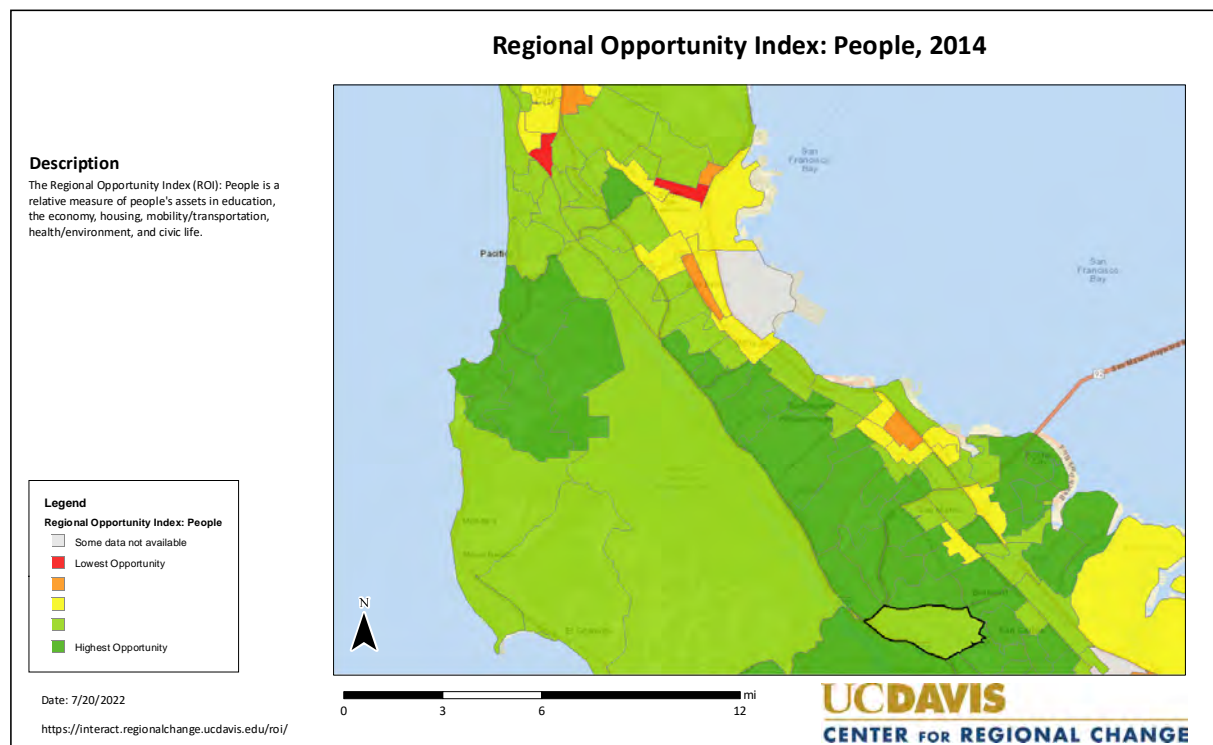 Regional Opportunity Index: People, 2014
Description
The Regional Opportunity Index (ROI): People is a
relative measure of people's assets in education,
the economy, housing, mobility/transportation,
health/environment, and civic life.
San
Francisco
Bay
San
Francisco
Bay
92
Legend
Regional Opportunity Index: People
Some data not available
Lowest Opportunity
Highest Opportunity
N
mi
0 3 6 12
Date: 7/20/2022
https://interact.regionalchange.ucdavis.edu/roi/
UCDAVIS
CENTER FOR REGIONAL CHANGE